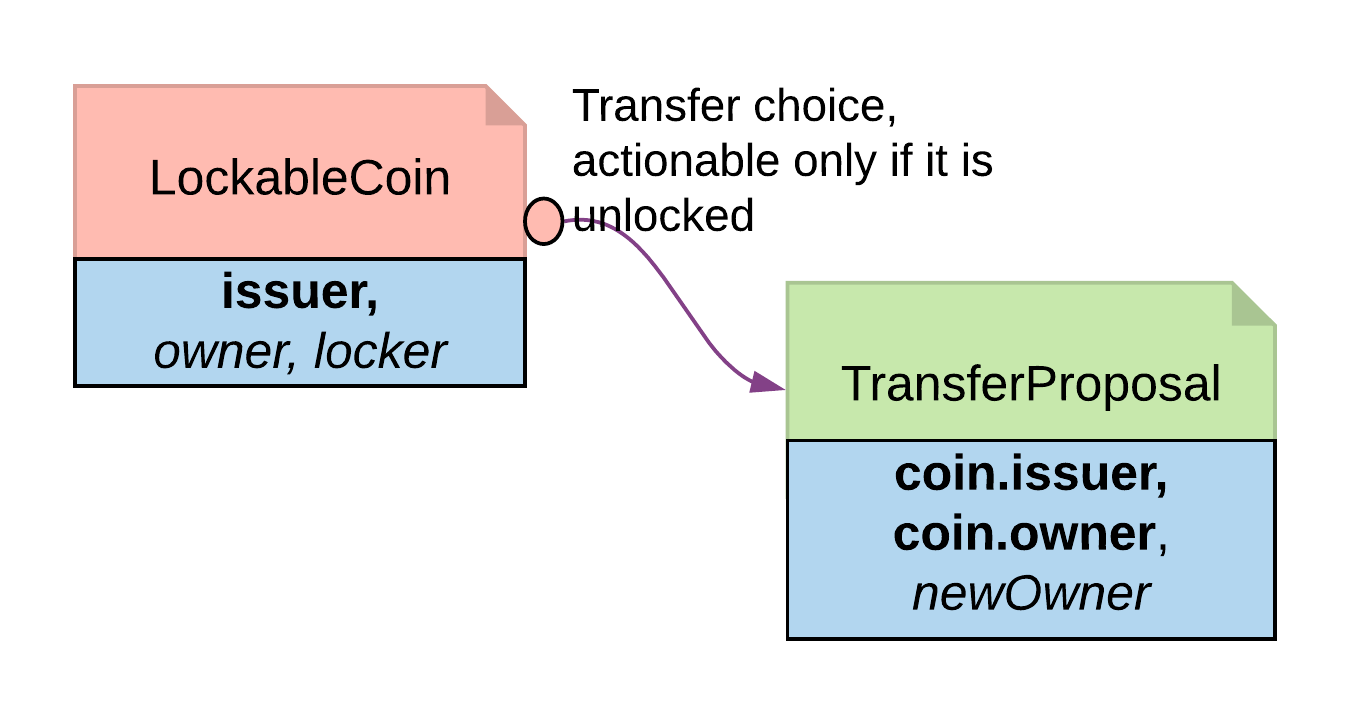 LockableCoin
issuer,
owner, locker
Transfer choice,
actionable only if it is
unlocked
TransferProposal
coin.issuer,
coin.owner,
newOwner